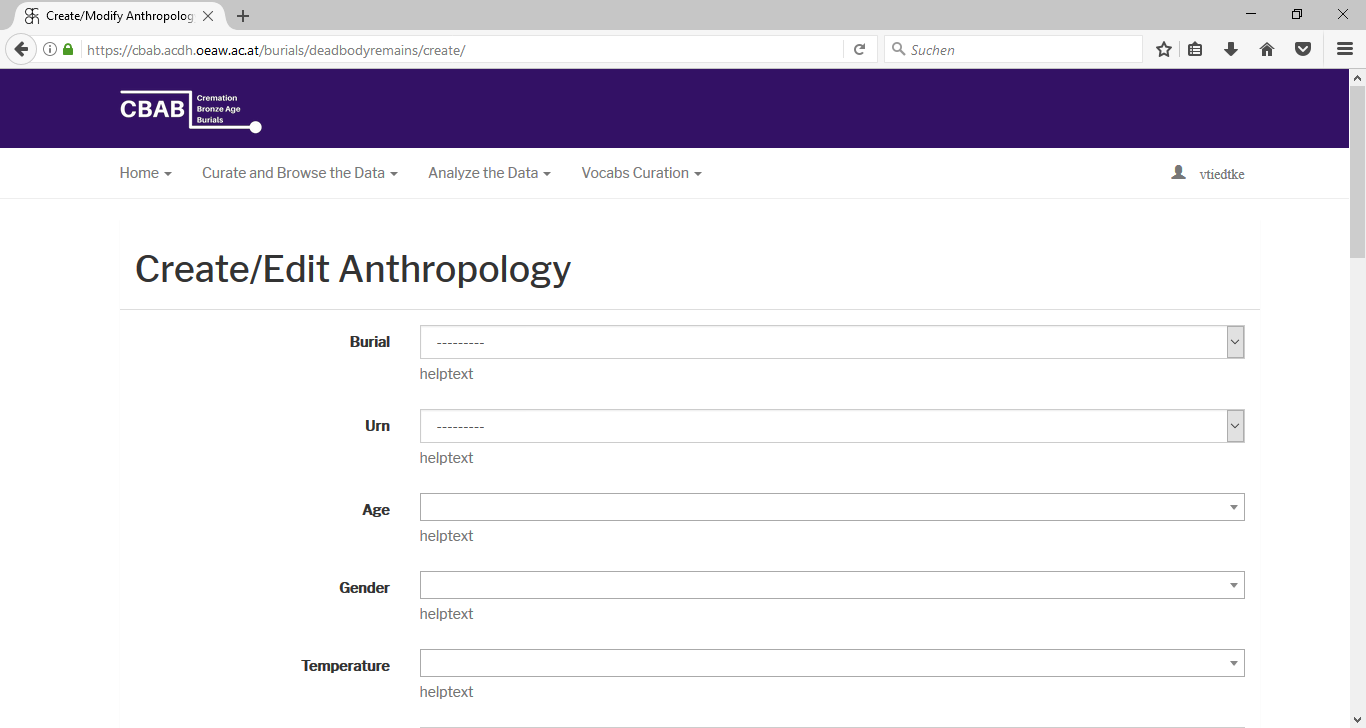 Create/Modify Anthropolog
https://cbab.acdh.oeaw.ac.at/burials/deadbodyremains/create/
Suchen
CBAB
Cremation
Bronze Age
Burials
Home
Curate and Browse the Data
Analyze the Data
Vocabs Curation
vtiedtke
Create/Edit Anthropology
Burial
---------
helptext
Urn
---------
helptext
Age
helptext
Gender
helptext
Temperature
helptext